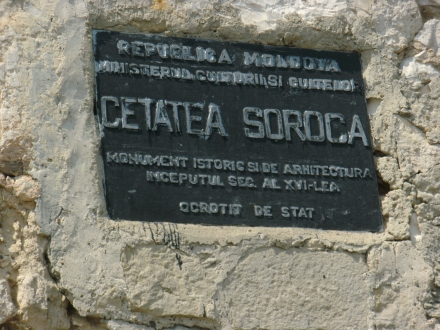 REPUBLICA MOLDOVA
MINISTERUL CULTURII SI CULTELOR
CETATEA SOROCA
MONUMENT ISTORIC SI DE ARHITECTURA
INCEPUTUL SEC. AL XVI-LEA
OCROTIT DE STAT